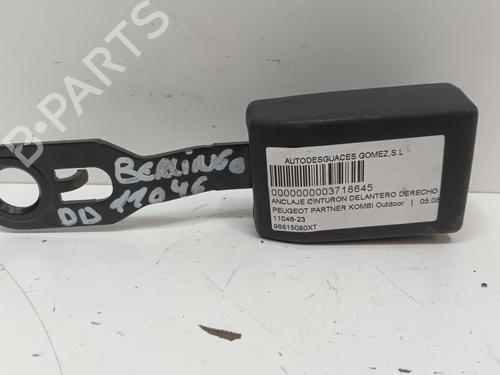 BERLINGO
DD 11046
AUTODESGUACES GOMEZ,S.L
0000000003718645
ANCLAJE CINTURON DELANTERO DERECHO
PEUGEOT PARTNER KOMBI Outdoor | 05.08
11046-23
96815080XT